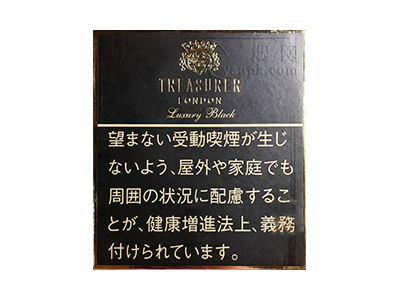 TREASURER
LONDON
Luxury Black
望まない受動喫煙が生じ
ないよう、屋外や家庭でも
周囲の状況に配慮するこ
とが、健康増進法上、義務
付けられています。